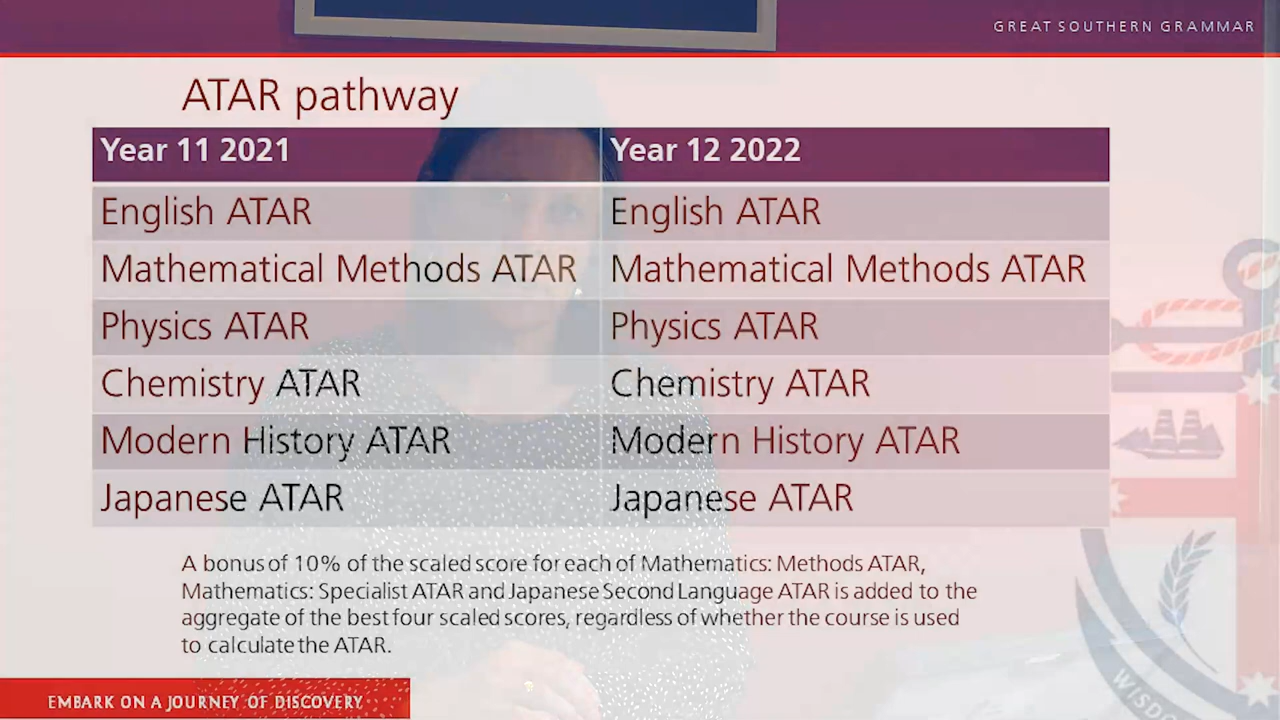 GREAT SOUTHERN GRAMMAR
ATAR pathway
Year 11 2021 Year 12 2022
English ATAR English ATAR
Mathematical Methods ATAR Mathematical Methods ATAR
Physics ATAR Physics ATAR
Chemistry ATAR Chemistry ATAR
Modern History ATAR Modern History ATAR
Japanese ATAR Japanese ATAR
A bonus of 10% of the scaled score for each of Mathematics: Methods ATAR,
Mathematics: Specialist ATAR and Japanese Second Language ATAR is added to the
aggregate of the best four scaled scores, regardless of whether the course is used
to calculate the ATAR.
EMBARK ON A JOURNEY OF DISCOVERY